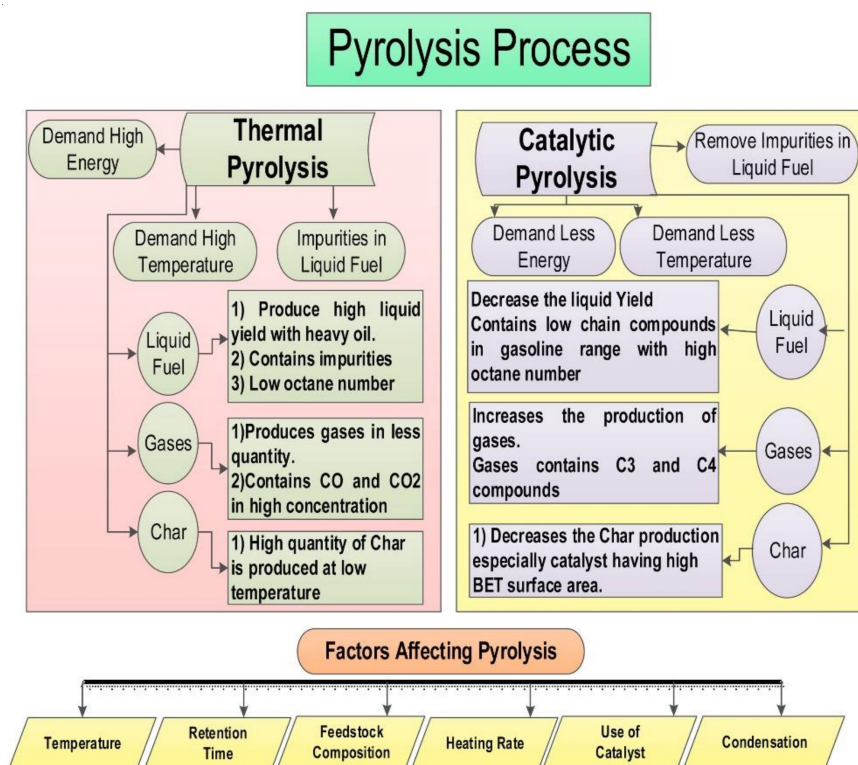 Pyrolysis Process
Demand High
Energy
Thermal
Pyrolysis
Demand High
Temperature
Impurities in
Liquid Fuel
Liquid
Fuel
1) Produce high liquid
yield with heavy oil.
2) Contains impurities
3) Low octane number
Gases
1)Produces gases in less
quantity.
2)Contains CO and CO2
in high concentration
Char
1) High quantity of Char
is produced at low
temperature
Catalytic
Pyrolysis
Remove Impurities in
Liquid Fuel
Demand Less
Energy
Demand Less
Temperature
Decrease the liquid Yield
Contains low chain compounds
in gasoline range with high
octane number
Liquid
Fuel
Increases the production of
gases.
Gases contains C3 and C4
compounds
Gases
1) Decreases the Char production
especially catalyst having high
BET surface area.
Char
Factors Affecting Pyrolysis
Temperature
Retention
Time
Feedstock
Composition
Heating Rate
Use of
Catalyst
Condensation